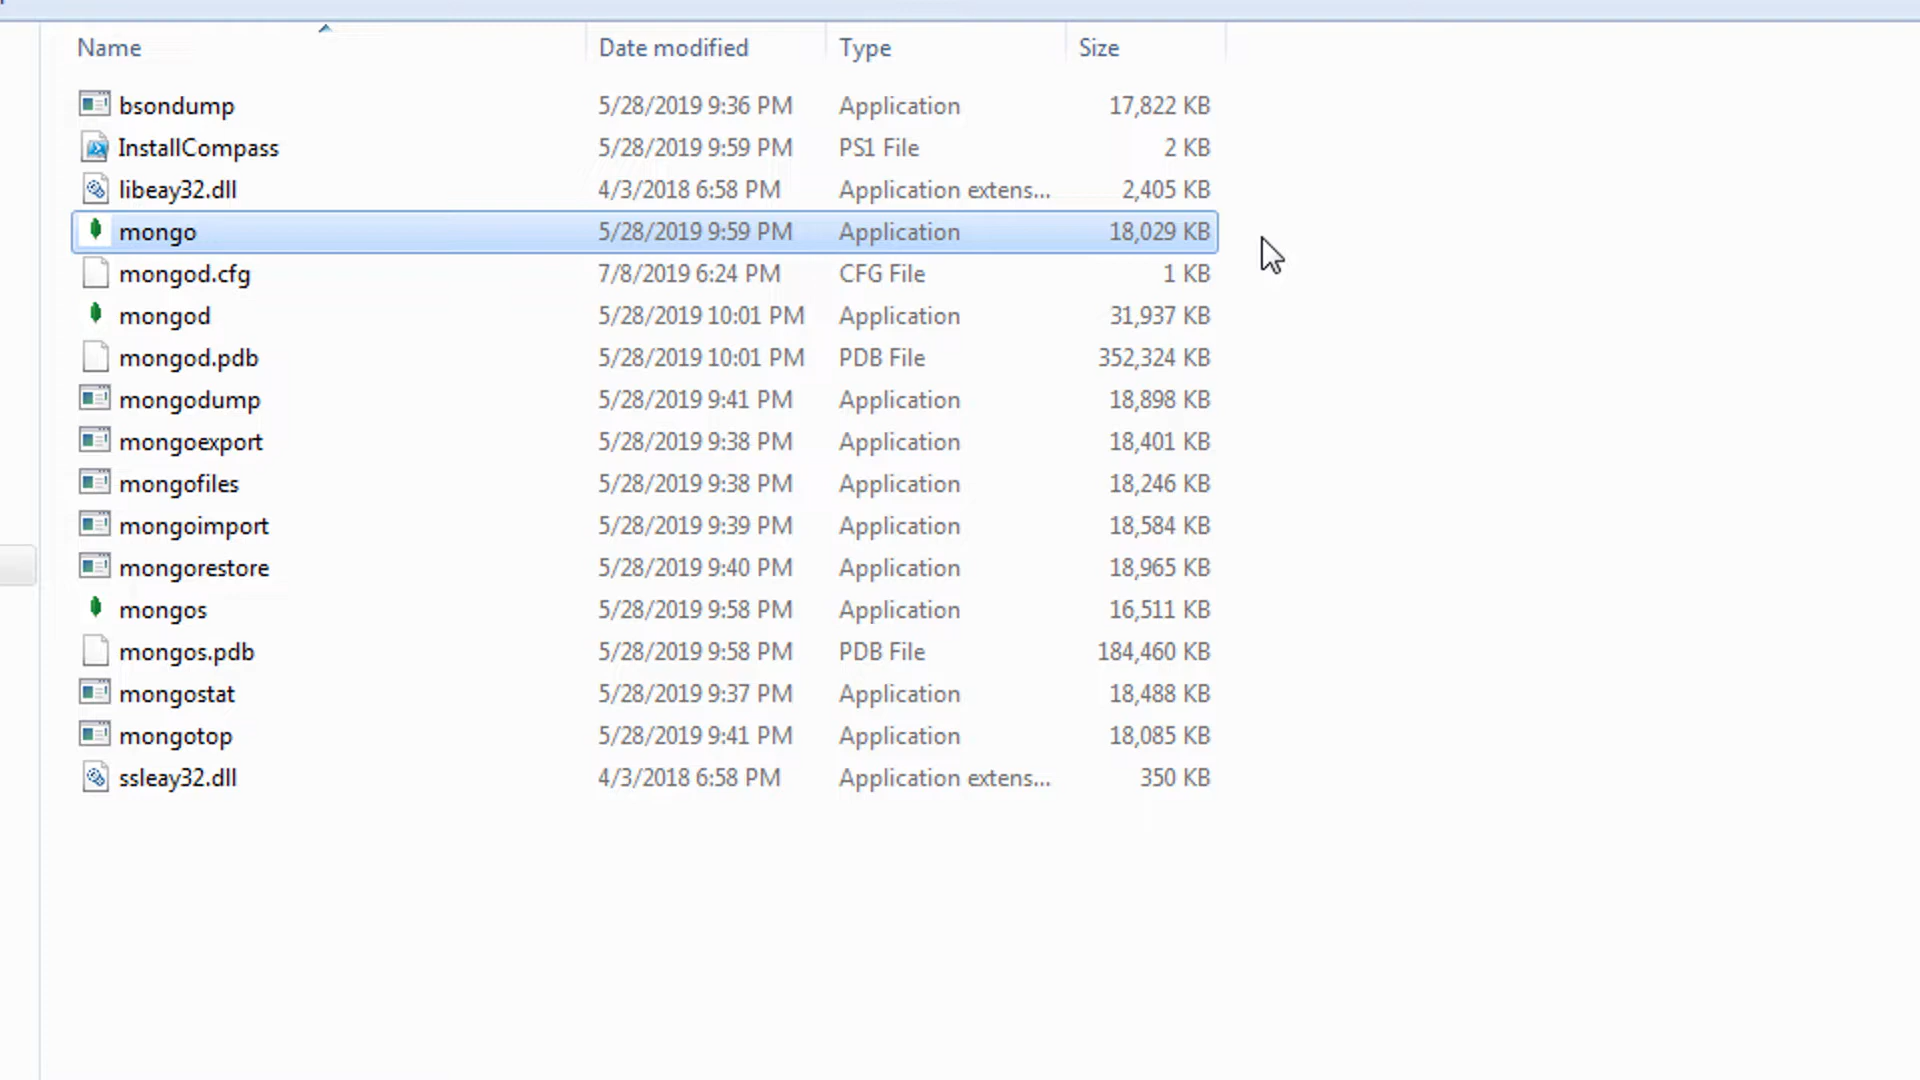 Name Date modified Type Size
bsondump 5/28/2019 9:36 PM Application 17,822 KB
InstallCompass 5/28/2019 9:59 PM PS1 File 2 KB
libeay32.dll 4/3/2018 6:58 PM Application extens... 2,405 KB
mongo 5/28/2019 9:59 PM Application 18,029 KB
mongod.cfg 7/8/2019 6:24 PM CFG File 1 KB
mongod 5/28/2019 10:01 PM Application 31,937 KB
mongod.pdb 5/28/2019 10:01 PM PDB File 352,324 KB
mongodump 5/28/2019 9:41 PM Application 18,898 KB
mongoexport 5/28/2019 9:38 PM Application 18,401 KB
mongofiles 5/28/2019 9:38 PM Application 18,246 KB
mongoimport 5/28/2019 9:39 PM Application 18,584 KB
mongorestore 5/28/2019 9:40 PM Application 18,965 KB
mongos 5/28/2019 9:58 PM Application 16,511 KB
mongos.pdb 5/28/2019 9:58 PM PDB File 184,460 KB
mongostat 5/28/2019 9:37 PM Application 18,488 KB
mongotop 5/28/2019 9:41 PM Application 18,085 KB
ssleay32.dll 4/3/2018 6:58 PM Application extens... 350 KB